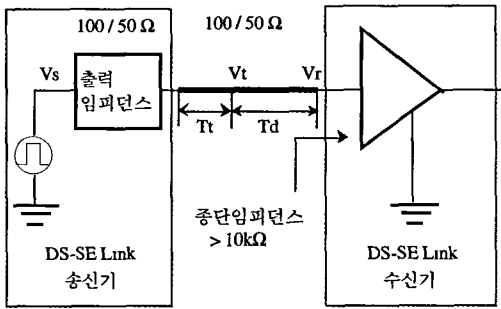 100 / 50 Ω
100 / 50 Ω
Vs
출력
임피던스
Vt
Vr
Tt
Td
종단임피던스
> 10kΩ
DS-SE Link
송신기
DS-SE Link
수신기